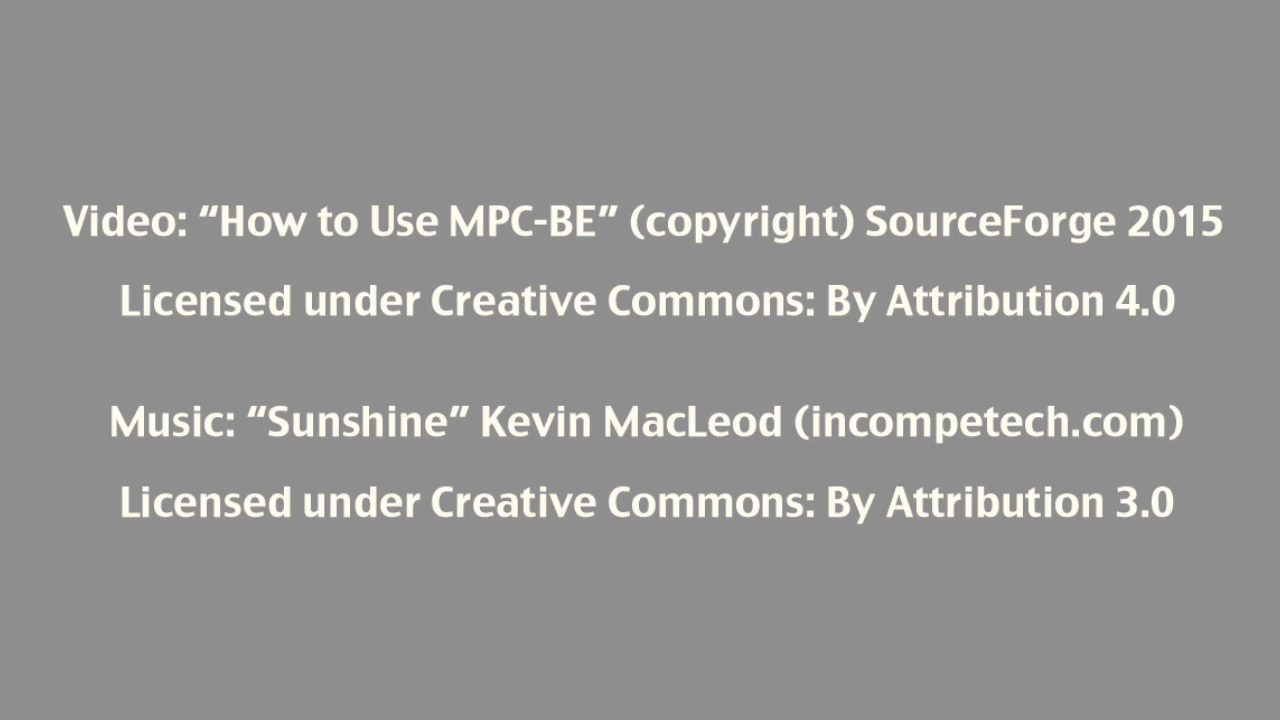 Video: “How to Use MPC-BE” (copyright) SourceForge 2015
Licensed under Creative Commons: By Attribution 4.0
Music: “Sunshine” Kevin MacLeod (incompetech.com)
Licensed under Creative Commons: By Attribution 3.0